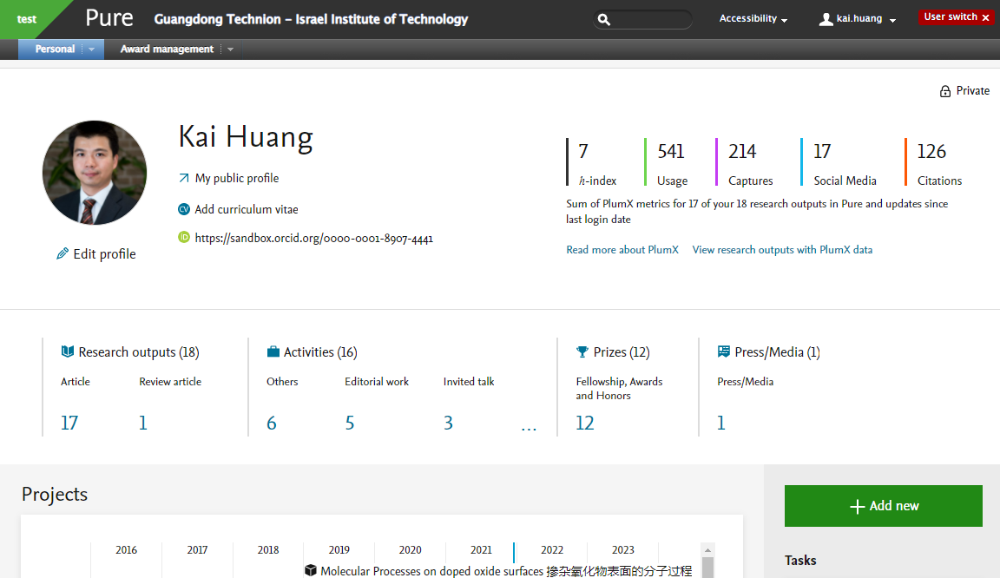 test
Pure
Guangdong Technion – Israel Institute of Technology
Accessibility
kai.huang
User switch ×
Personal
Award management
Private
Kai Huang
My public profile
CV Add curriculum vitae
iD https://sandbox.orcid.org/0000-0001-8907-4441
Edit profile
7 541 214 17 126
h-index Usage Captures Social Media Citations
Sum of PlumX metrics for 17 of your 18 research outputs in Pure and updates since
last login date
Read more about PlumX View research outputs with PlumX data
Research outputs (18)
Article Review article
17 1
Activities (16)
Others Editorial work Invited talk
6 5 3 ...
Prizes (12)
Fellowship, Awards
and Honors
12
Press/Media (1)
Press/Media
1
Projects
2016 2017 2018 2019 2020 2021 2022 2023
Molecular Processes on doped oxide surfaces 摻杂氧化物表面的分子过程
+ Add new
Tasks